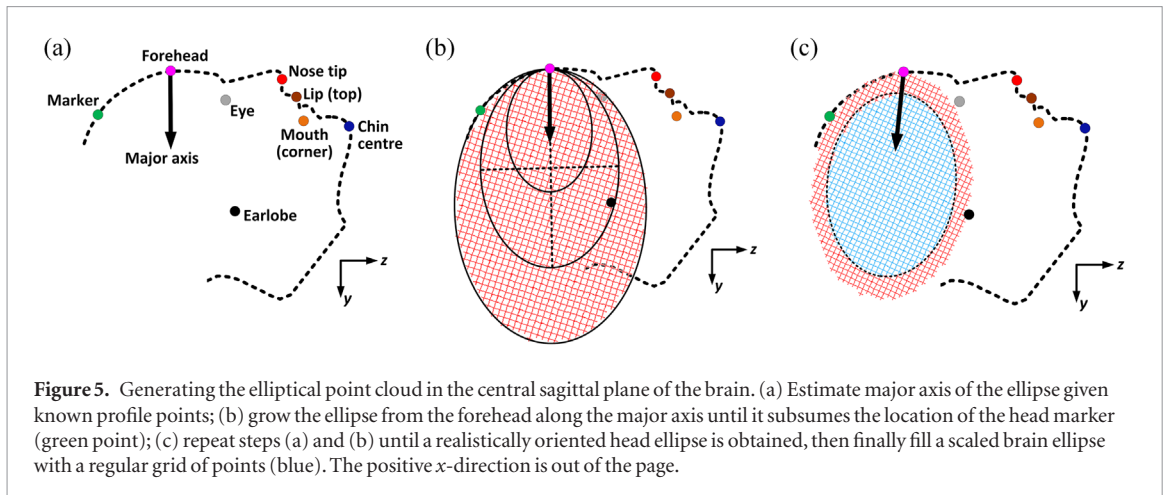 (a)
Forehead
Nose tip
Marker
Lip (top)
Eye
Mouth
(corner)
Chin
centre
Major axis
Earlobe
z
y
(b)
z
y
(c)
z
y
Figure 5. Generating the elliptical point cloud in the central sagittal plane of the brain. (a) Estimate major axis of the ellipse given
known profile points; (b) grow the ellipse from the forehead along the major axis until it subsumes the location of the head marker
(green point); (c) repeat steps (a) and (b) until a realistically oriented head ellipse is obtained, then finally fill a scaled brain ellipse
with a regular grid of points (blue). The positive x-direction is out of the page.